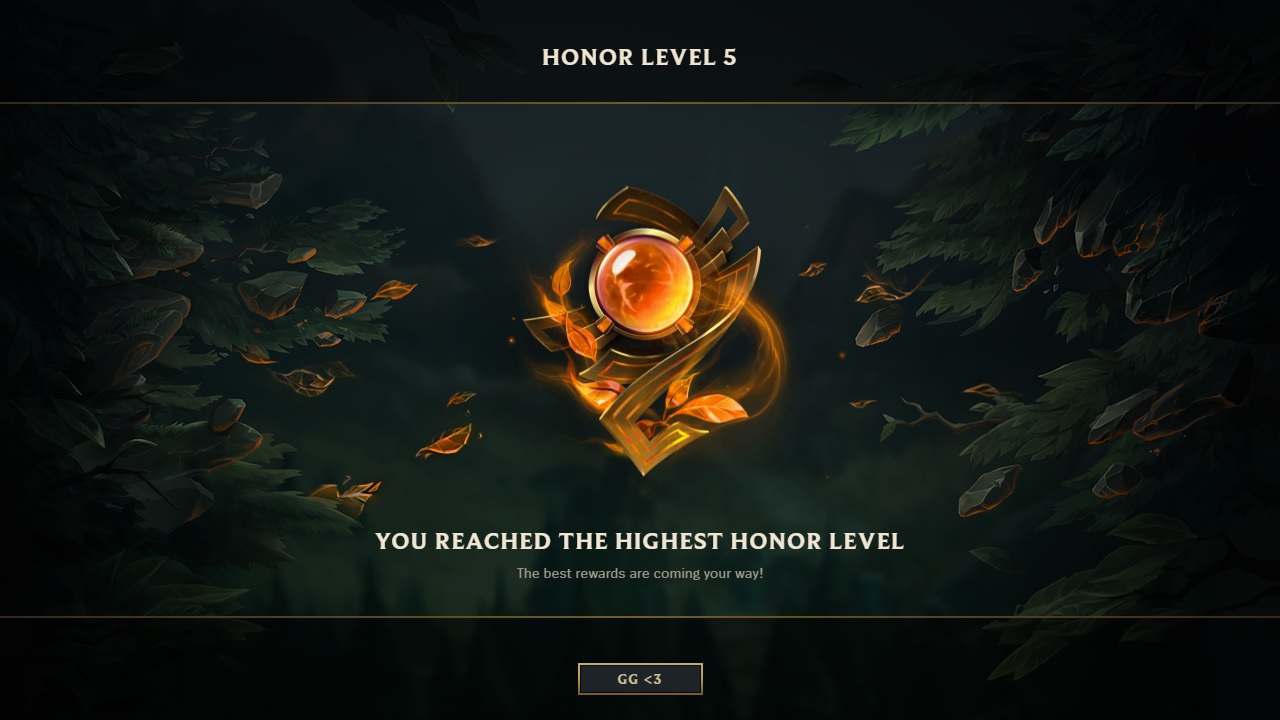 HONOR LEVEL 5
YOU REACHED THE HIGHEST HONOR LEVEL
The best rewards are coming your way!
GG <3